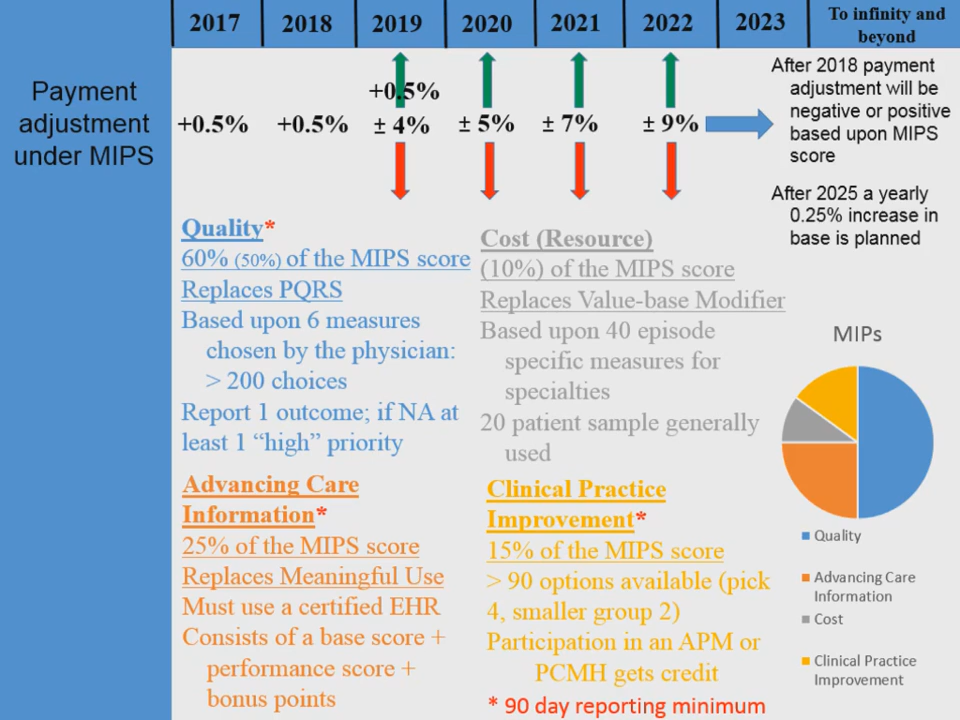 2017 2018 2019 2020 2021 2022 2023 To infinity and
beyond
Payment
adjustment
under MIPS
+0.5%
+0.5% +0.5% ± 4% ± 5% ± 7% ± 9%
After 2018 payment
adjustment will be
negative or positive
based upon MIPS
score
After 2025 a yearly
0.25% increase in
base is planned
Quality*
60% (50%) of the MIPS score
Replaces PQRS
Based upon 6 measures
chosen by the physician:
> 200 choices
Report 1 outcome; if NA at
least 1 “high” priority
Cost (Resource)
(10%) of the MIPS score
Replaces Value-base Modifier
Based upon 40 episode
specific measures for
specialties
20 patient sample generally
used
Advancing Care
Information*
25% of the MIPS score
Replaces Meaningful Use
Must use a certified EHR
Consists of a base score +
performance score +
bonus points
Clinical Practice
Improvement*
15% of the MIPS score
> 90 options available (pick
4, smaller group 2)
Participation in an APM or
PCMH gets credit
* 90 day reporting minimum
MIPs
Quality
Advancing Care
Information
Cost
Clinical Practice
Improvement